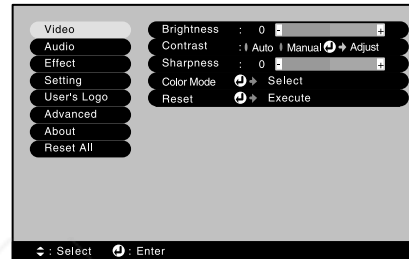 Video
Audio
Effect
Setting
User's Logo
Advanced
About
Reset All
Brightness : 0 - +
Contrast : Auto Manual Adjust
Sharpness : 0 - +
Color Mode Select
Reset Execute
: Select : Enter